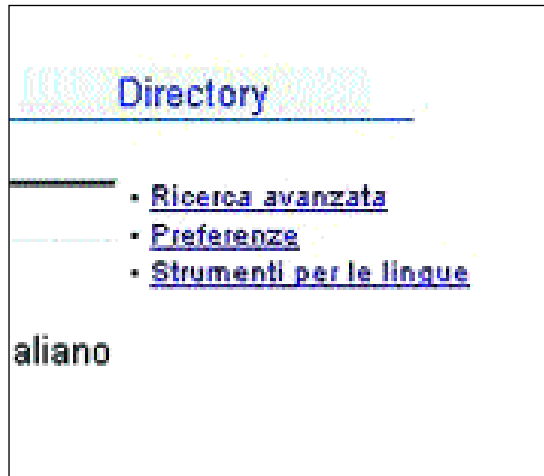 Directory
• Ricerca avanzata
• Preferenze
• Strumenti per le lingue
aliano